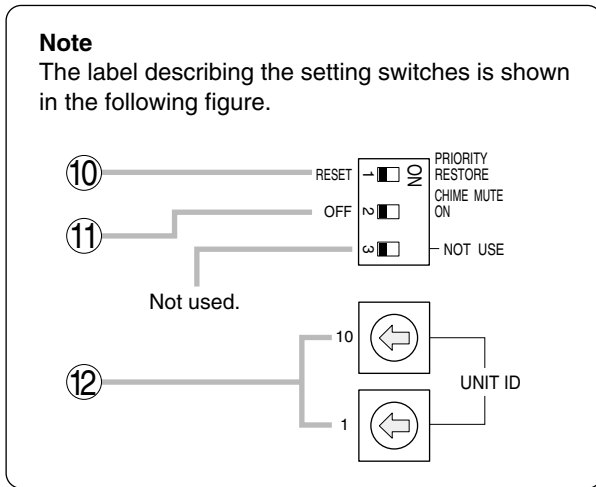 Note
The label describing the setting switches is shown
in the following figure.
⑩
RESET
1
ON
PRIORITY
RESTORE
⑪
OFF
2
CHIME MUTE
ON
3
NOT USE
Not used.
⑫
10
UNIT ID
1